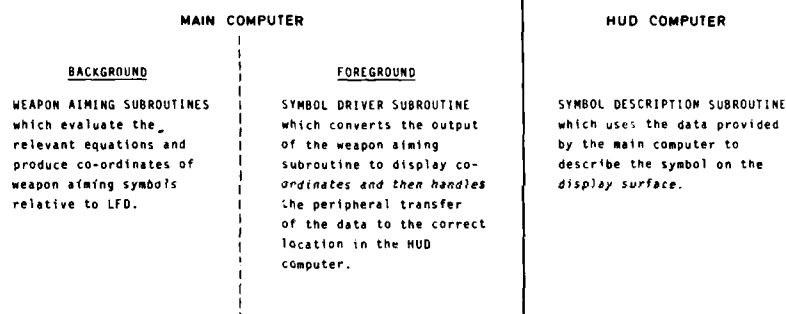 MAIN COMPUTER
HUD COMPUTER
BACKGROUND
WEAPON AIMING SUBROUTINES
which evaluate the
relevant equations and
produce co-ordinates of
weapon aiming symbols
relative to LFD.
FOREGROUND
SYMBOL DRIVER SUBROUTINE
which converts the output
of the weapon aiming
subroutine to display co-
ordinates and then handles
the peripheral transfer
of the data to the correct
location in the HUD
computer.
SYMBOL DESCRIPTION SUBROUTINE
which uses the data provided
by the main computer to
describe the symbol on the
display surface.